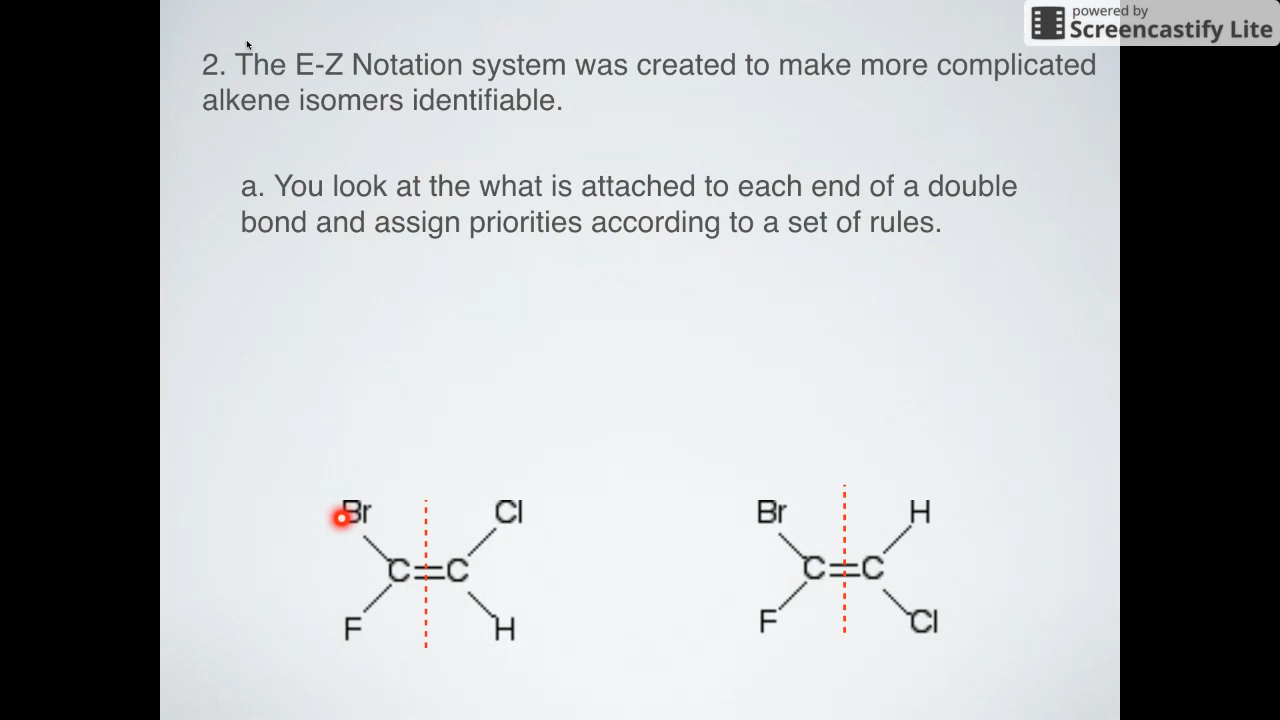 powered by
Screencastify Lite
2. The E-Z Notation system was created to make more complicated
alkene isomers identifiable.
a. You look at the what is attached to each end of a double
bond and assign priorities according to a set of rules.
Br Cl Br H
C=C C=C
F H F Cl